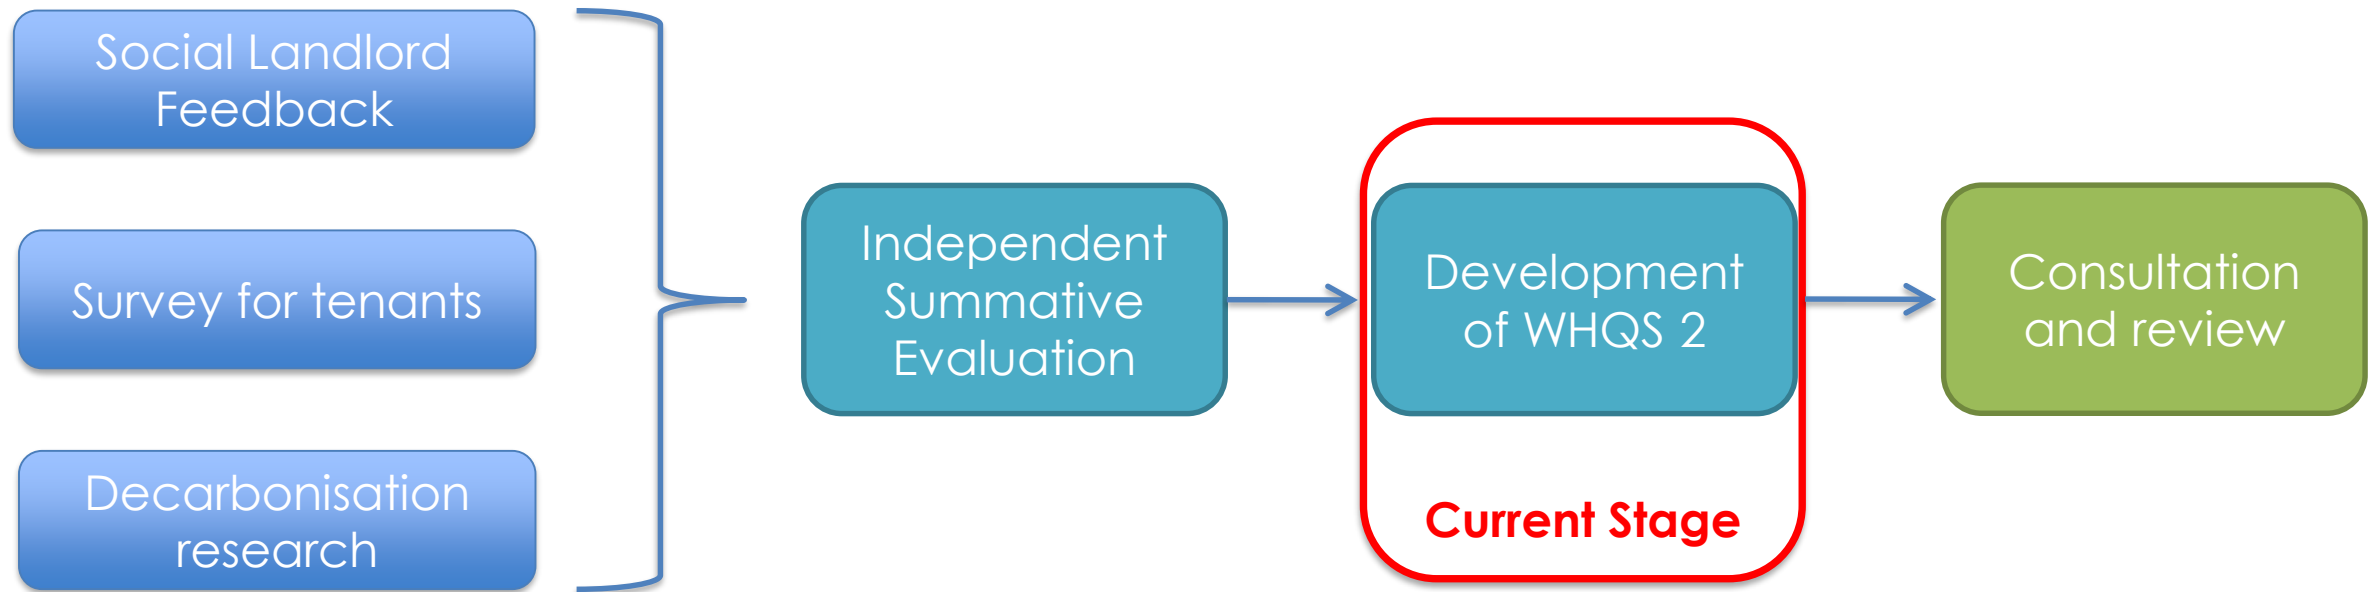 Social Landlord
Feedback
Survey for tenants
Decarbonisation
research
Independent
Summative
Evaluation
Development
of WHQS 2
Current Stage
Consultation
and review